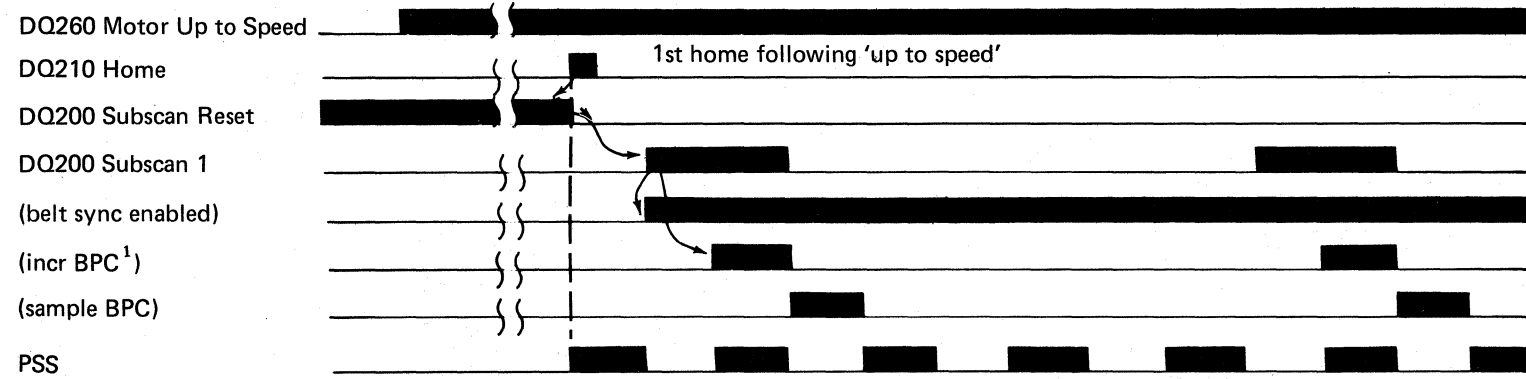 DQ260 Motor Up to Speed
1st home following ‘up to speed’
DQ210 Home
DQ200 Subscan Reset
DQ200 Subscan 1
(belt sync enabled)
(incr BPC¹)
(sample BPC)
PSS